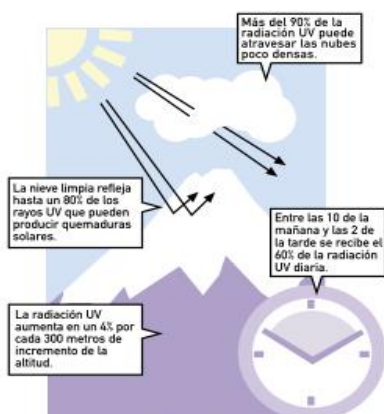 Más del 90% de la
radiación UV puede
atravesar las nubes
poco densas.
La nieve limpia refleja
hasta un 80% de los
rayos UV que pueden
producir quemaduras
solares.
Entre las 10 de la
mañana y las 2 de
la tarde se recibe el
60% de la radiación
UV diaria.
La radiación UV
aumenta en un 4% por
cada 300 metros de
incremento de la
altitud.